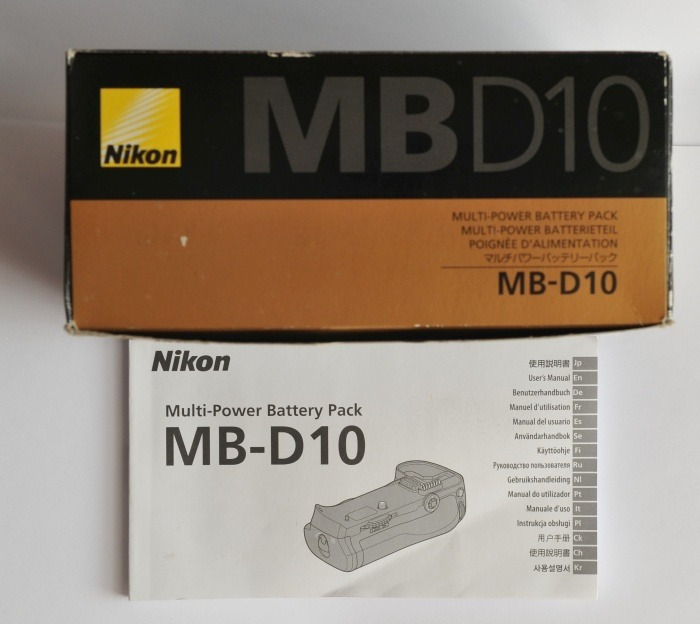 Nikon
MBD10
MULTI-POWER BATTERY PACK
MULTI-POWER BATTERIETEIL
POIGNÉE D'ALIMENTATION
マルチパワーバッテリーパック
MB-D10
Nikon
Multi-Power Battery Pack
MB-D10
使用説明書 Jp
User's Manual En
Benutzerhandbuch De
Manuel d'utilisation Fr
Manual del usuario Es
Användarhandbok Se
Käyttöohje Fi
Руководство пользователя Ru
Gebruikshandleiding Nl
Manual do utilizador Pt
Manuale d'uso It
Instrukcja obsługi Pl
用户手册 Ck
使用說明書 Ch
사용설명서 Kr